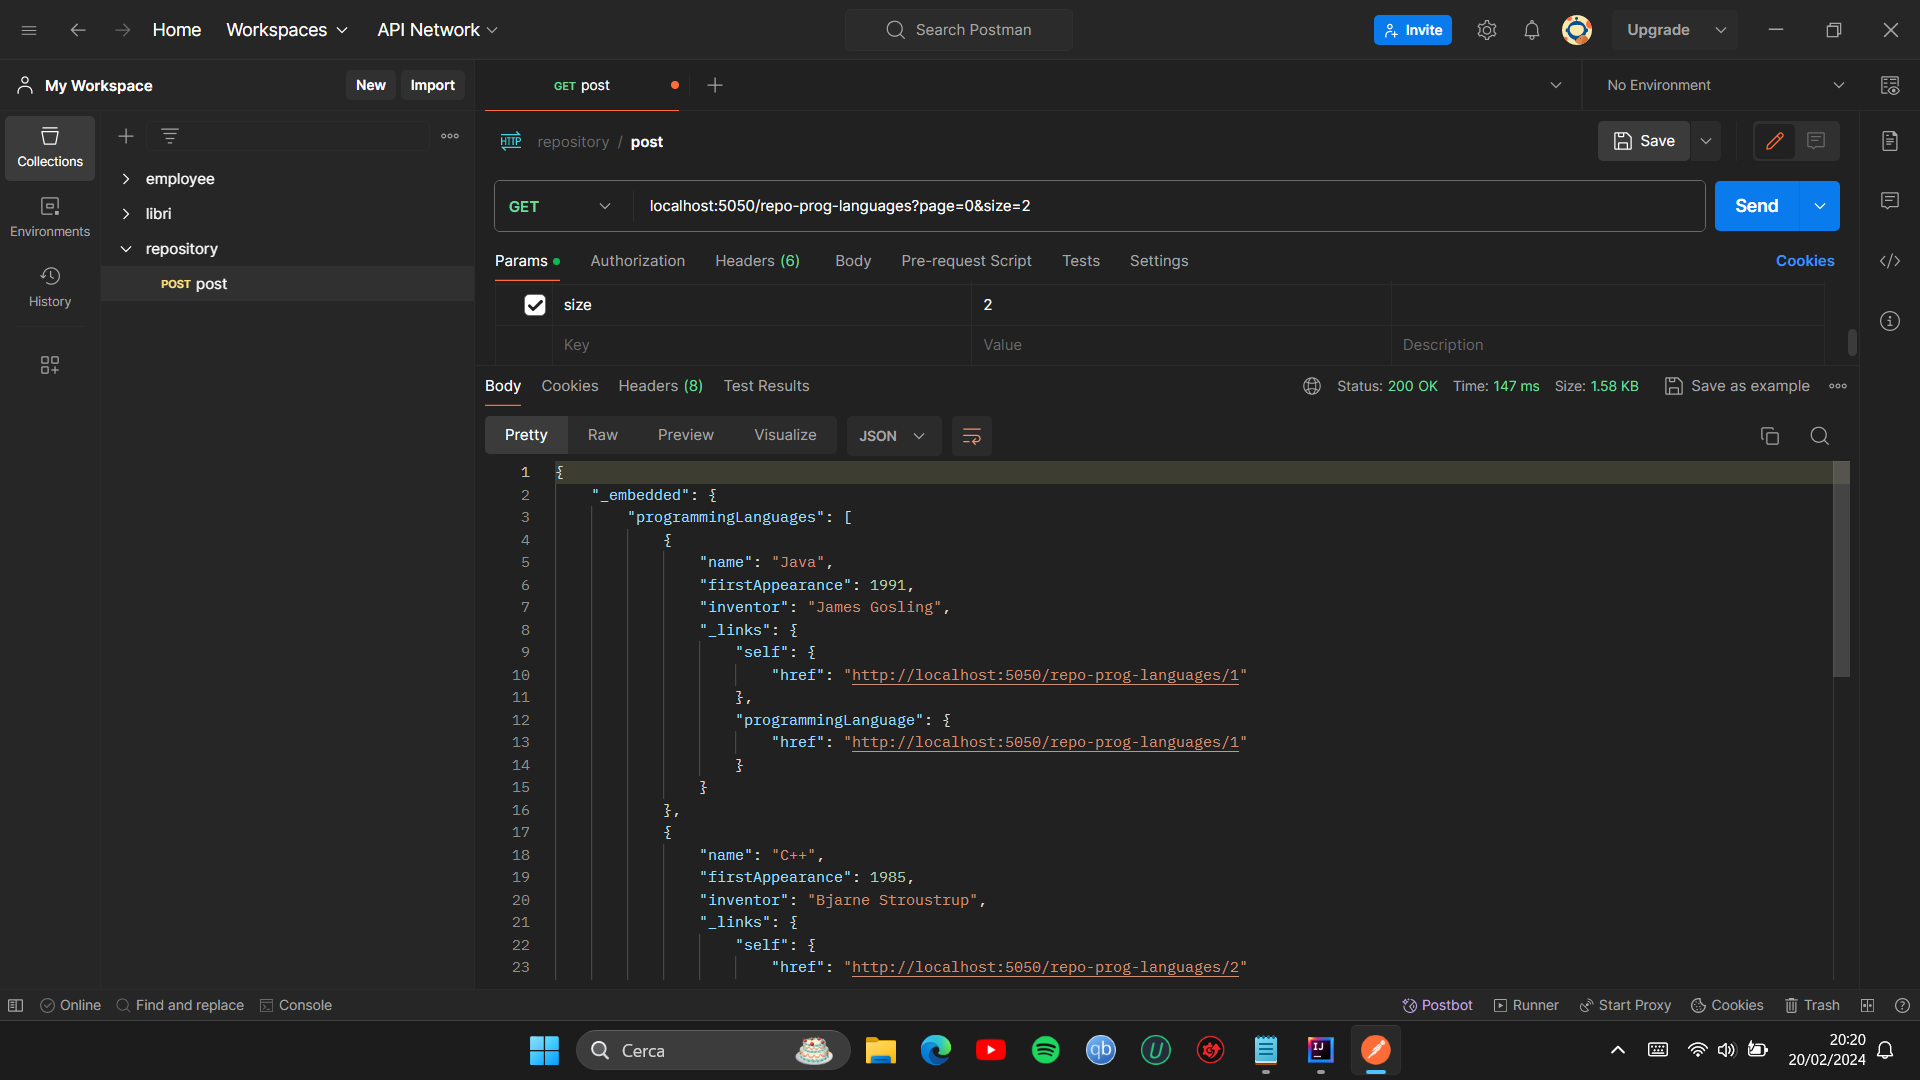 Home
Workspaces
API Network
Search Postman
Invite
Upgrade
My Workspace
New
Import
GET post
No Environment
Collections
employee
libri
repository
POST post
Environments
History
HTTP
repository / post
Save
GET
localhost:5050/repo-prog-languages?page=0&size=2
Send
Params
Authorization
Headers (6)
Body
Pre-request Script
Tests
Settings
Cookies
size
2
Key
Value
Description
Body
Cookies
Headers (8)
Test Results
Status: 200 OK
Time: 147 ms
Size: 1.58 KB
Save as example
Pretty
Raw
Preview
Visualize
JSON
1 {
2 "_embedded": {
3 "programmingLanguages": [
4 {
5 "name": "Java",
6 "firstAppearance": 1991,
7 "inventor": "James Gosling",
8 "_links": {
9 "self": {
10 "href": "http://localhost:5050/repo-prog-languages/1"
11 },
12 "programmingLanguage": {
13 "href": "http://localhost:5050/repo-prog-languages/1"
14 }
15 }
16 },
17 {
18 "name": "C++",
19 "firstAppearance": 1985,
20 "inventor": "Bjarne Stroustrup",
21 "_links": {
22 "self": {
23 "href": "http://localhost:5050/repo-prog-languages/2"
Online
Find and replace
Console
Postbot
Runner
Start Proxy
Cookies
Trash
Cerca
qb
U
IJ
20:20
20/02/2024